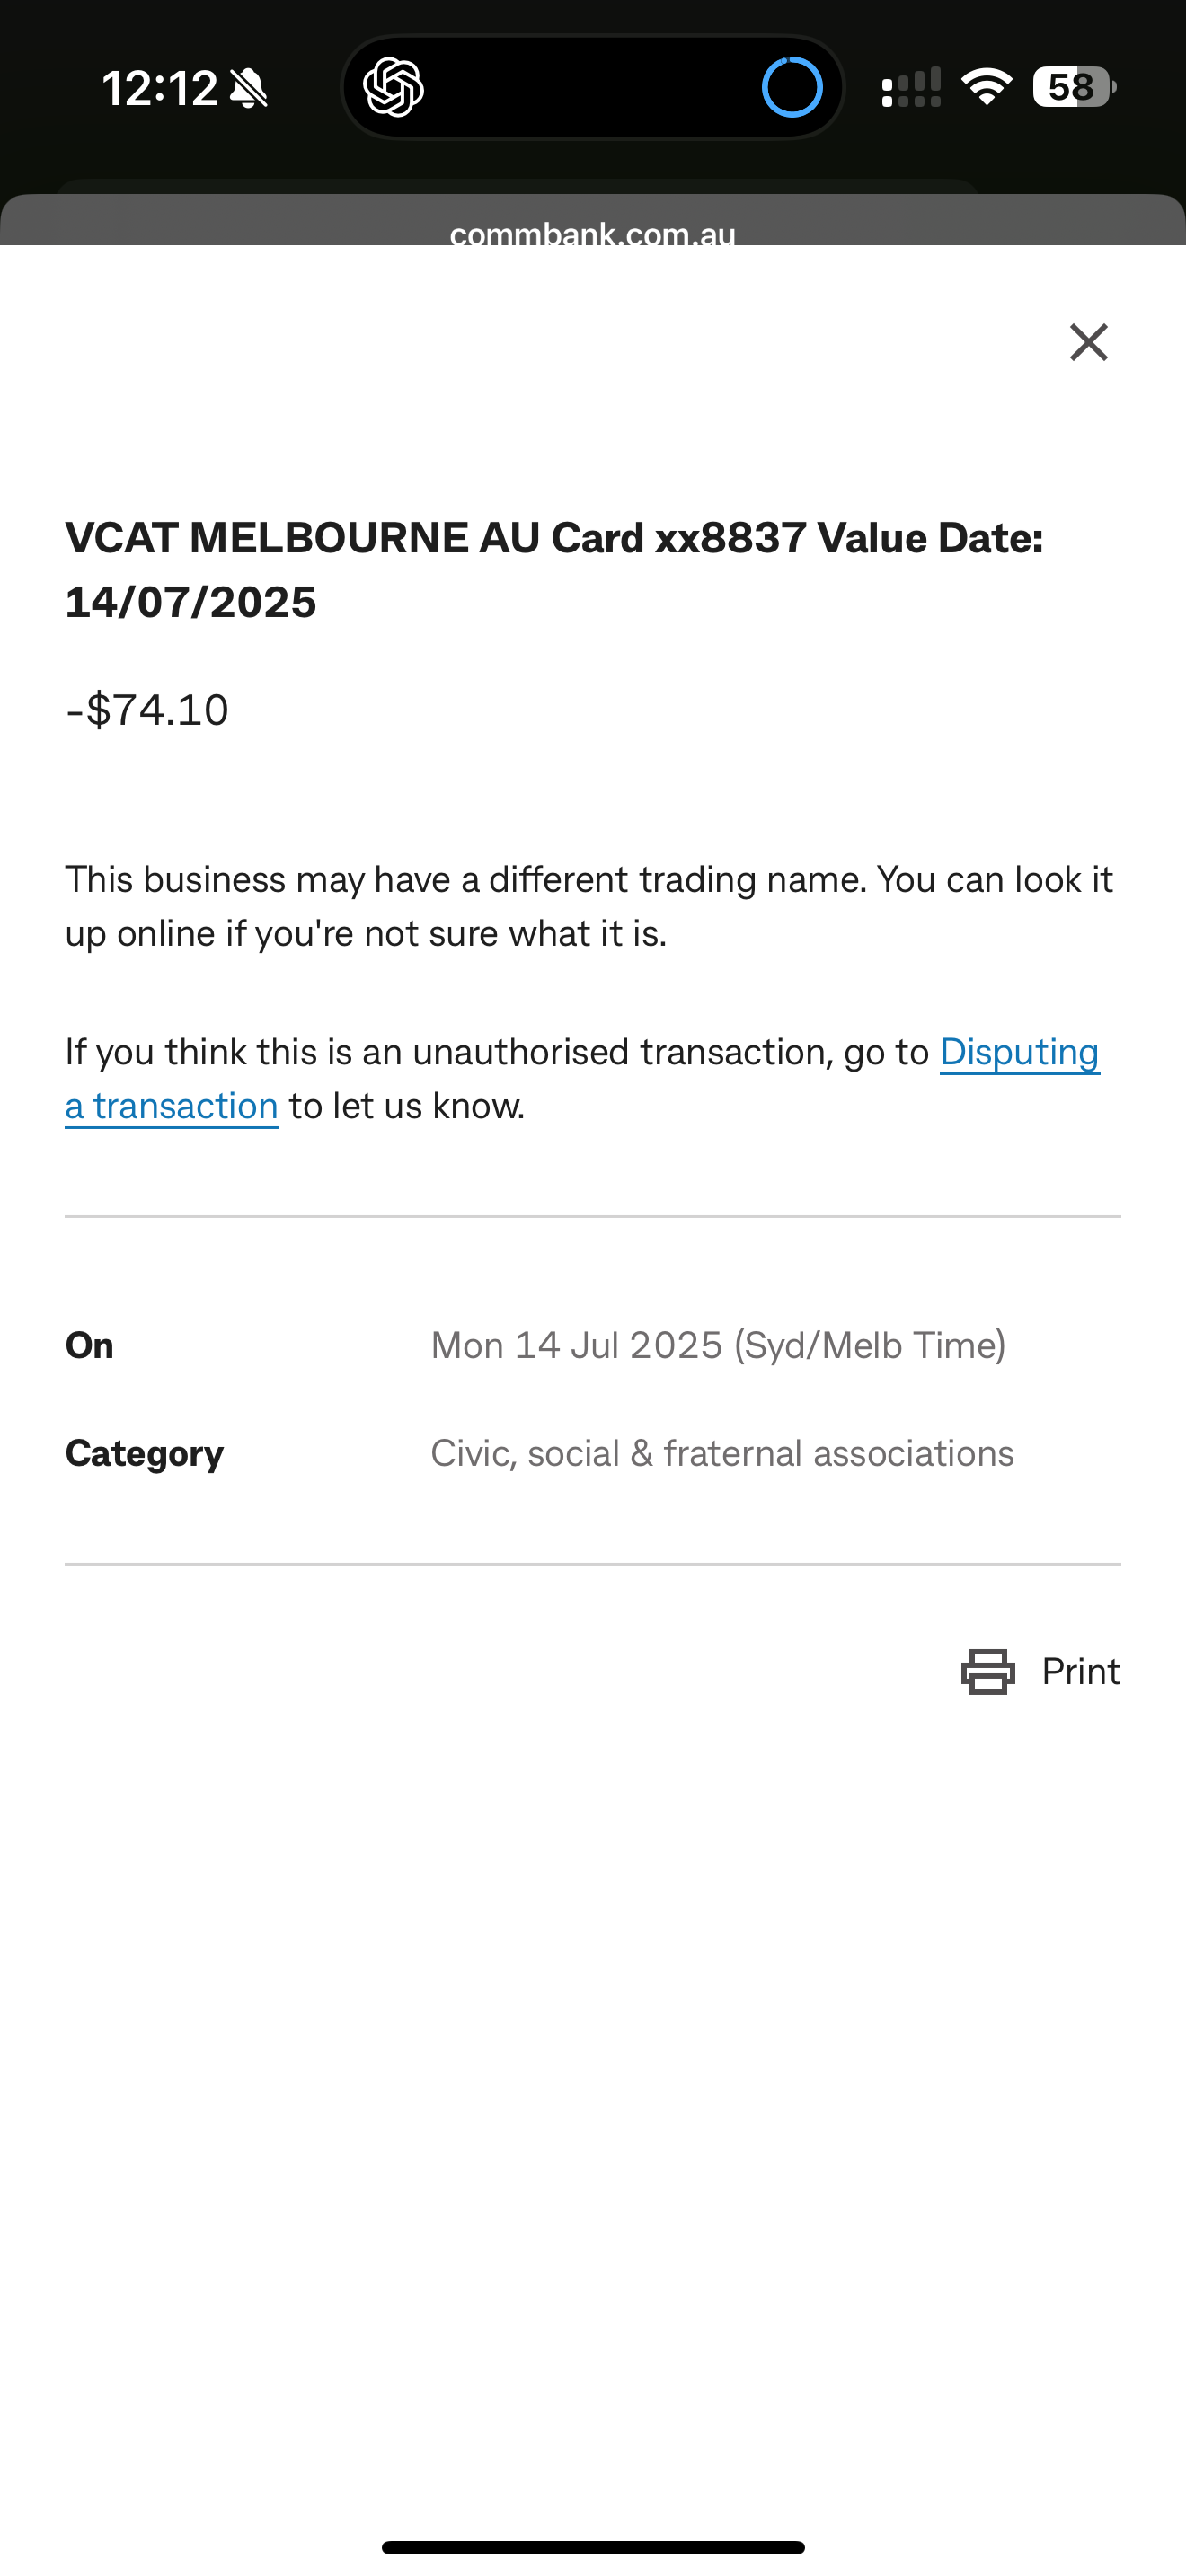 12:12
58
commbank.com.au
VCAT MELBOURNE AU Card xx8837 Value Date:
14/07/2025
-$74.10
This business may have a different trading name. You can look it
up online if you're not sure what it is.
If you think this is an unauthorised transaction, go to Disputing
a transaction to let us know.
On Mon 14 Jul 2025 (Syd/Melb Time)
Category Civic, social & fraternal associations
Print